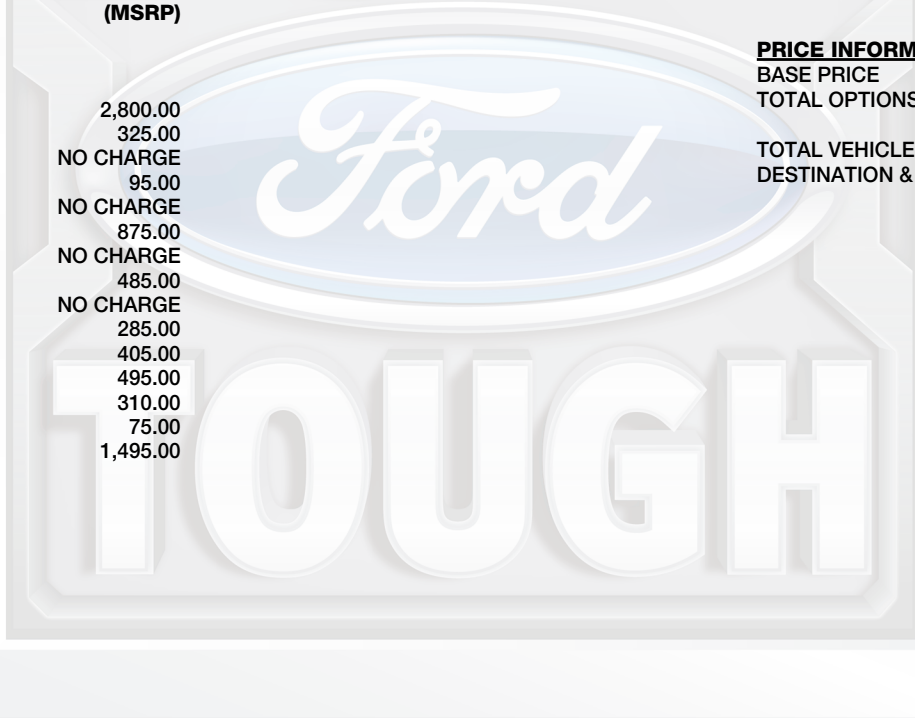 (MSRP)
2,800.00
325.00
NO CHARGE
95.00
NO CHARGE
875.00
NO CHARGE
485.00
NO CHARGE
285.00
405.00
495.00
310.00
75.00
1,495.00
PRICE INFORM
BASE PRICE
TOTAL OPTIONS
TOTAL VEHICLE
DESTINATION &
Ford
TOUGH